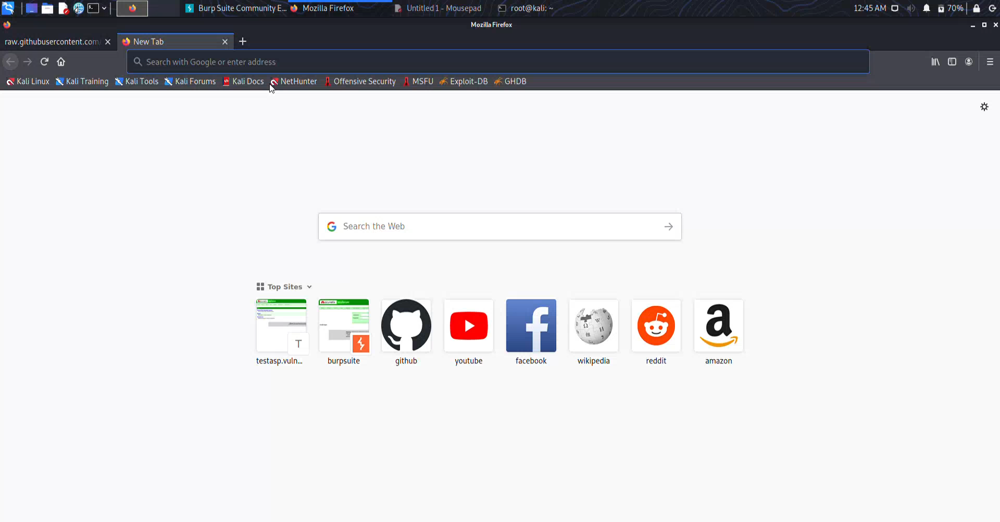 Burp Suite Community E... Mozilla Firefox Untitled 1 - Mousepad root@kali: ~ 12:45 AM 70%
Mozilla Firefox
raw.githubusercontent.com/ New Tab
Search with Google or enter address
Kali Linux Kali Training Kali Tools Kali Forums Kali Docs NetHunter Offensive Security MSFU Exploit-DB GHDB
Search the Web
Top Sites
T
testasp.vuln... burpsuite github youtube facebook wikipedia reddit amazon